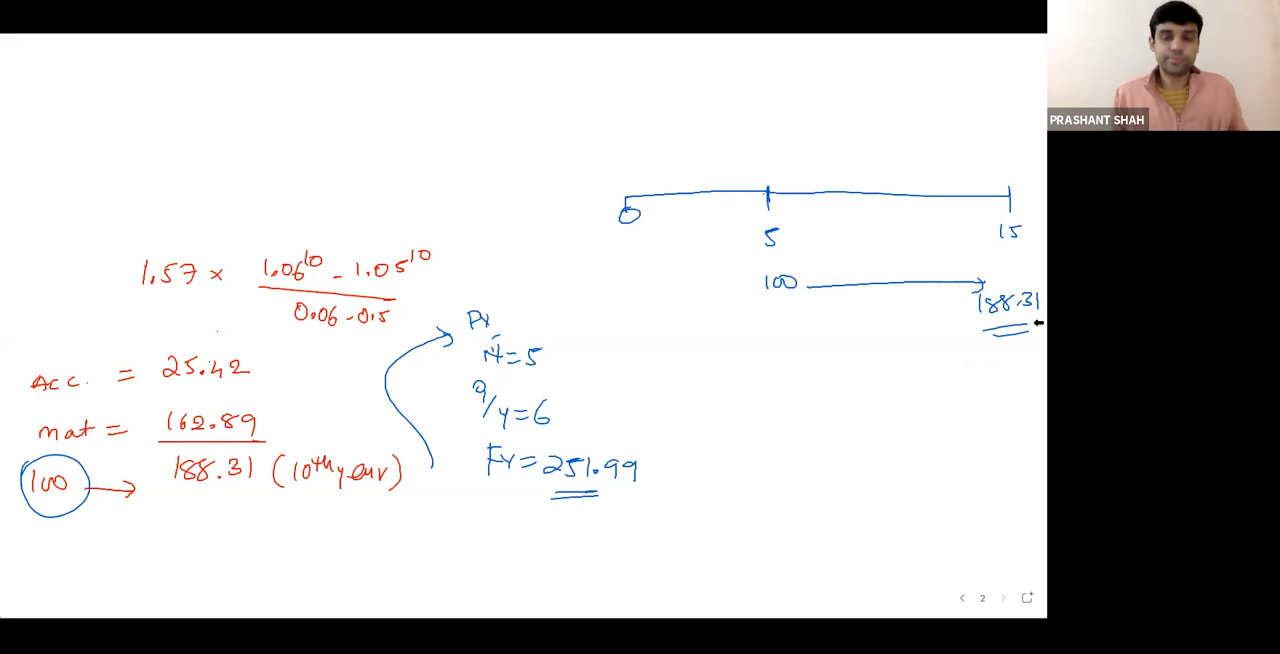 PRASHANT SHAH
0
5
15
100
188.31
1.57 × 1.06^10 - 1.05^10
0.06 - 0.5
Acc. = 25.42
mat = 162.89
100 → 188.31 (10th year)
PV
N = 5
I/Y = 6
FV = 251.99
2